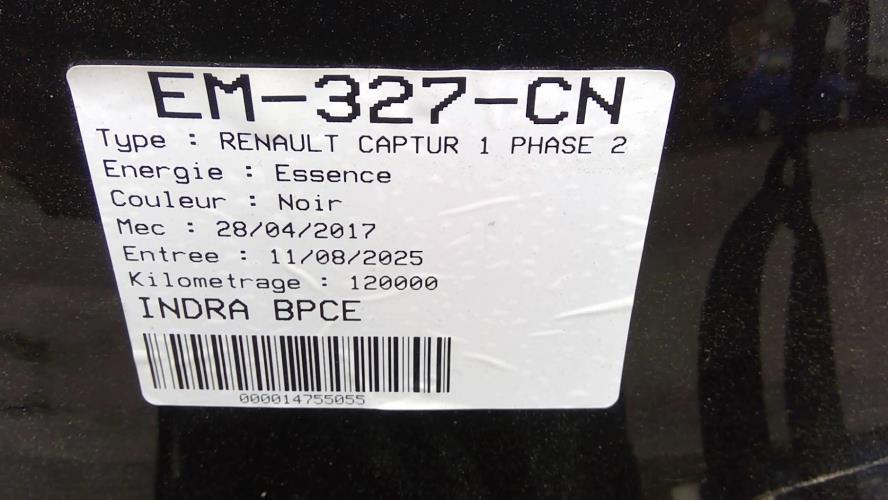 EM-327-CN
Type : RENAULT CAPTUR 1 PHASE 2
Energie : Essence
Couleur : Noir
Mec : 28/04/2017
Entree : 11/08/2025
Kilometrage : 120000
INDRA BPCE
000014755055